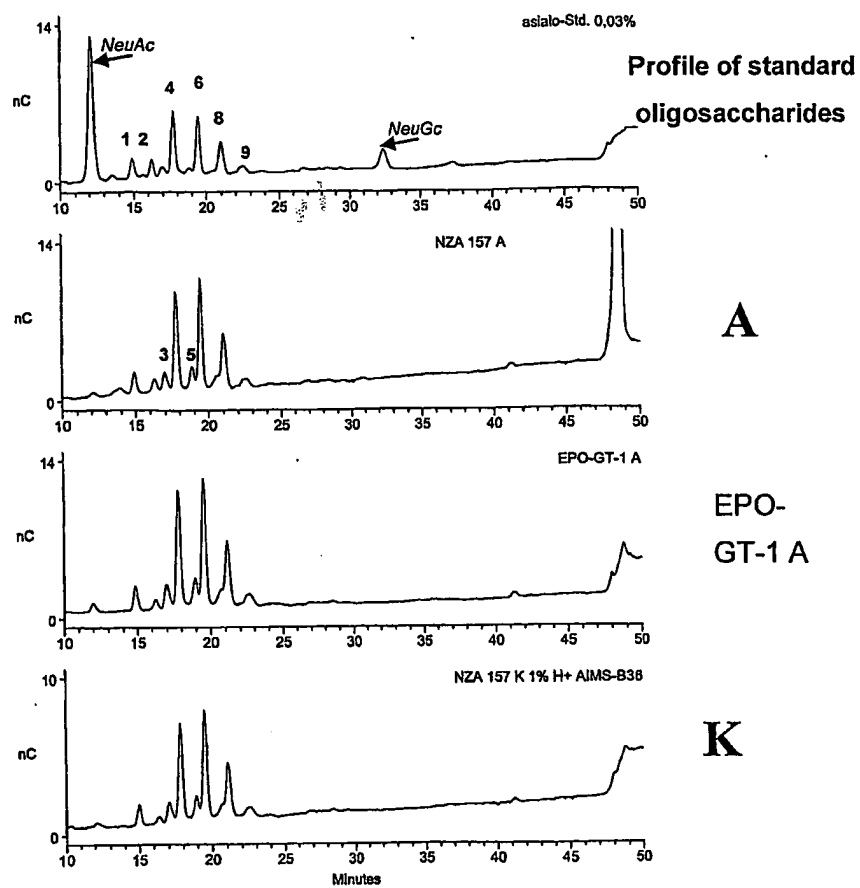 14
asialo-Std. 0,03%
NeuAc
nC
1 2 4 6 8 9
NeuGc
0
10 15 20 25 30 35 40 45 50
Profile of standard
oligosaccharides
14
NZA 157 A
nC
3 5
0
10 15 20 25 30 35 40 45 50
A
14
EPO-GT-1 A
nC
0
10 15 20 25 30 35 40 45 50
EPO-
GT-1 A
10
NZA 157 K 1% H+ AIMS-B36
nC
0
10 15 20 25 30 35 40 45 50
Minutes
K